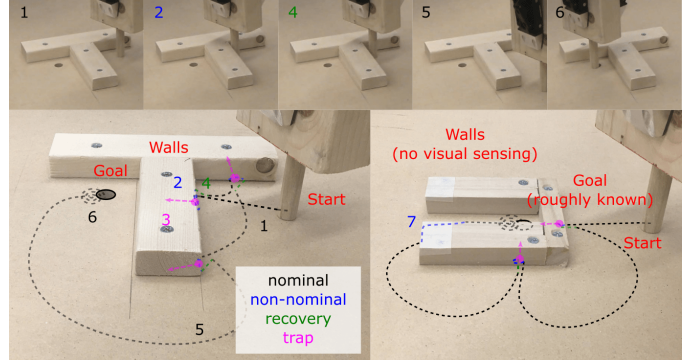 1
2
4
5
6
Walls
Goal
2
4
Start
3
6
1
5
nominal
non-nominal
recovery
trap
Walls
(no visual sensing)
Goal
(roughly known)
7
Start